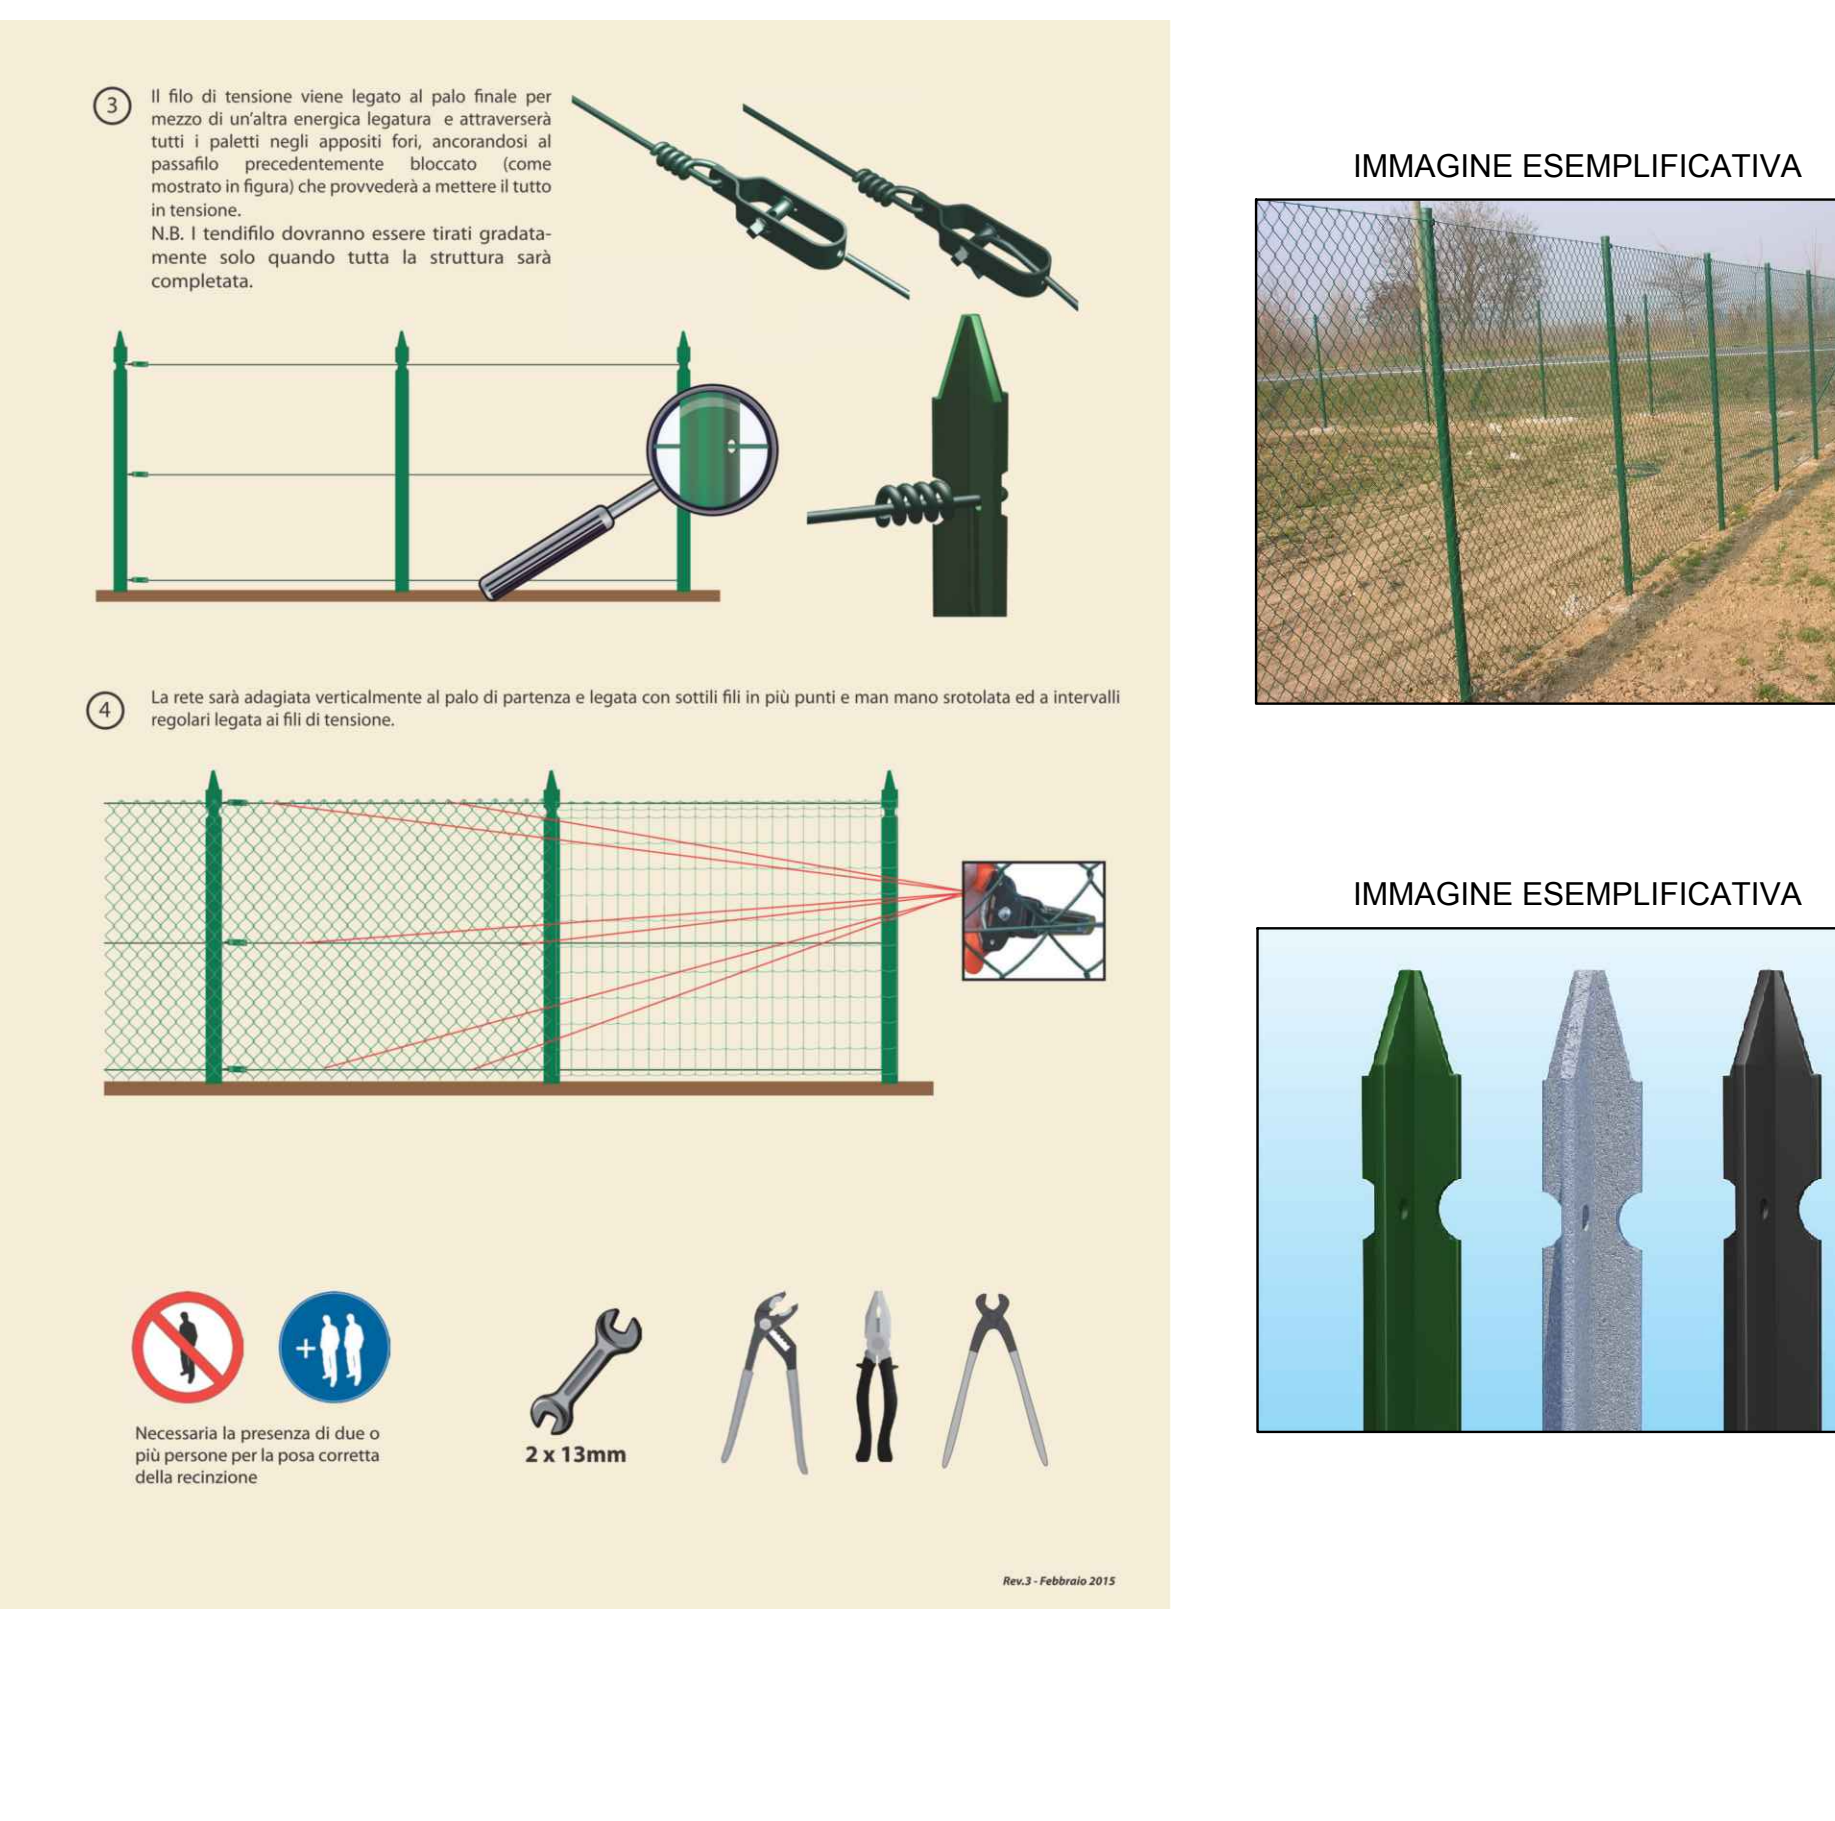 3
Il filo di tensione viene legato al palo finale per
mezzo di un'altra energica legatura e attraverserà
tutti i paletti negli appositi fori, ancorandosi al
passafilo precedentemente bloccato (come
mostrato in figura) che provvederà a mettere il tutto
in tensione.
N.B. I tendifilo dovranno essere tirati gradata-
mente solo quando tutta la struttura sarà
completata.
4
La rete sarà adagiata verticalmente al palo di partenza e legata con sottili fili in più punti e man mano srotolata ed a intervalli
regolari legata ai fili di tensione.
+
Necessaria la presenza di due o
più persone per la posa corretta
della recinzione
2 x 13mm
Rev.3 - Febbraio 2015
IMMAGINE ESEMPLIFICATIVA
IMMAGINE ESEMPLIFICATIVA